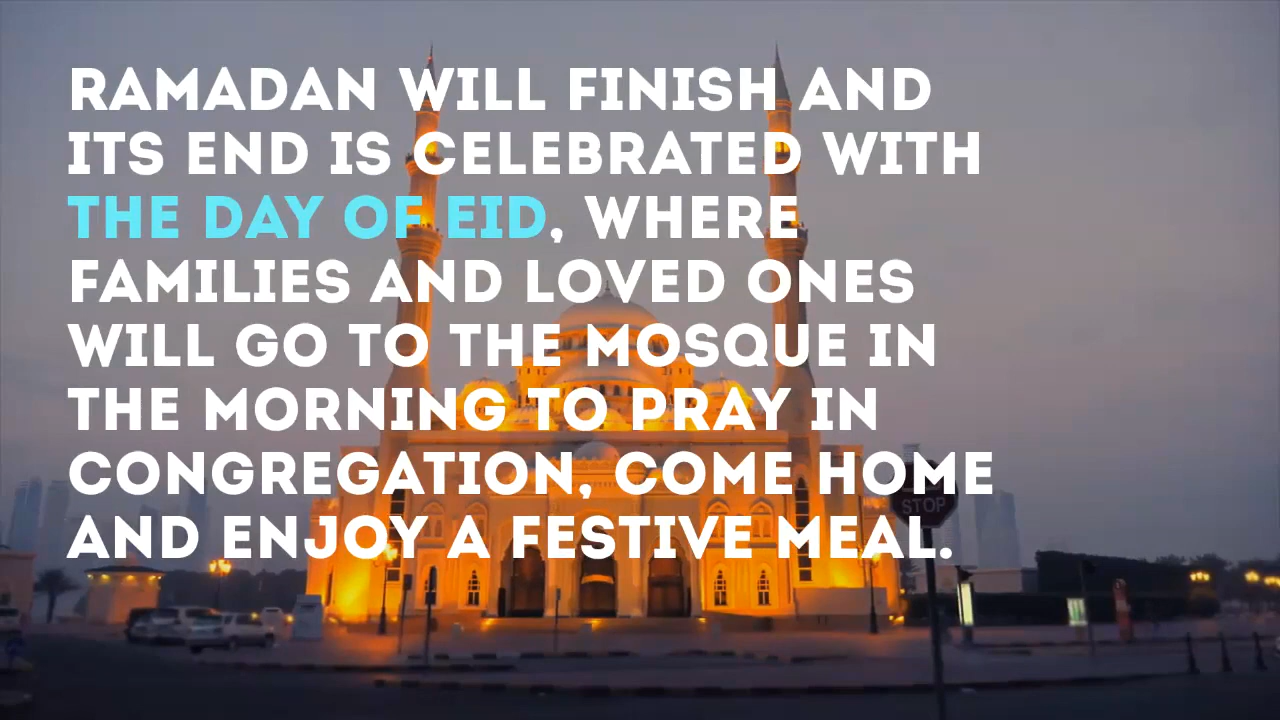 RAMADAN WILL FINISH AND
ITS END IS CELEBRATED WITH
THE DAY OF EID, WHERE
FAMILIES AND LOVED ONES
WILL GO TO THE MOSQUE IN
THE MORNING TO PRAY IN
CONGREGATION, COME HOME
AND ENJOY A FESTIVE MEAL.
STOP